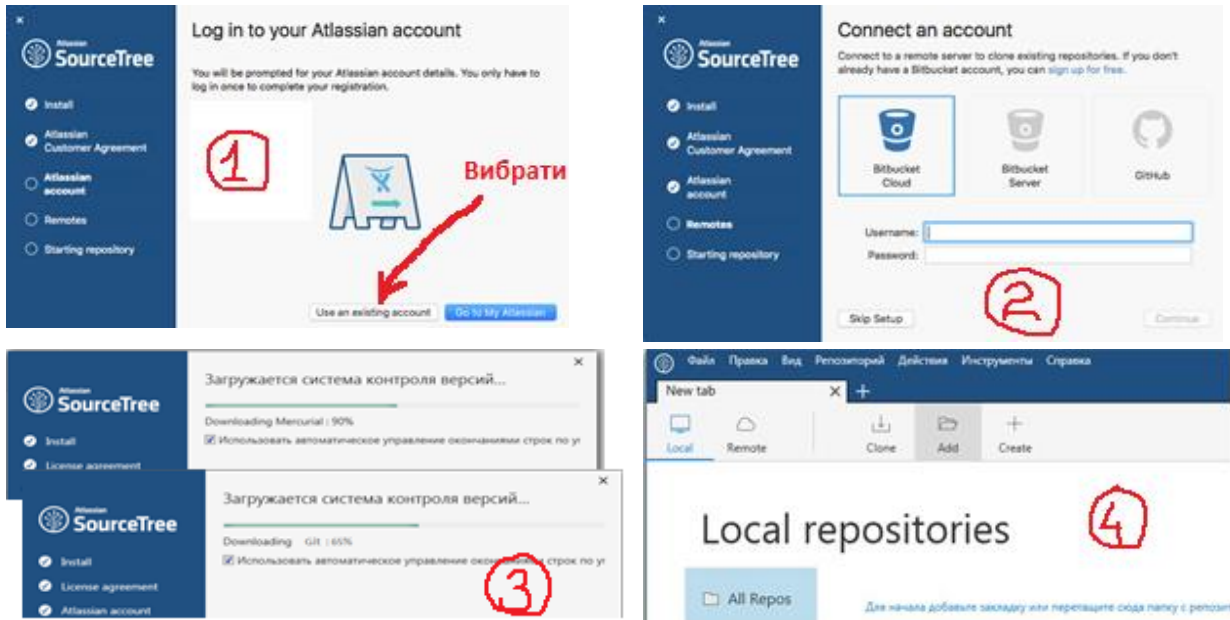 Atlassian
SourceTree
Install
Atlassian
Customer Agreement
Atlassian
account
Remotes
Starting repository
Log in to your Atlassian account
You will be prompted for your Atlassian account details. You only have to
log in once to complete your registration.
1
Вибрати
Use an existing account
Go to My Atlassian
Atlassian
SourceTree
Install
Atlassian
Customer Agreement
Atlassian
account
Remotes
Starting repository
Connect an account
Connect to a remote server to clone existing repositories. If you don't
already have a Bitbucket account, you can sign up for free.
Bitbucket
Cloud
Bitbucket
Server
GitHub
Username:
Password:
2
Skip Setup
Continue
Atlassian
SourceTree
Install
License agreement
Загружается система контроля версий...
Downloading Mercurial : 90%
Использовать автоматическое управление окончаниями строк по у
Atlassian
SourceTree
Install
License agreement
Atlassian account
Загружается система контроля версий...
Downloading Git : 65%
Использовать автоматическое управление окончаниями строк по у
3
Файл Правка Вид Репозиторий Действия Инструменты Справка
New tab
Local Remote Clone Add Create
4
Local repositories
All Repos
Для начала добавьте закладку или перетащите сюда папку с репозит